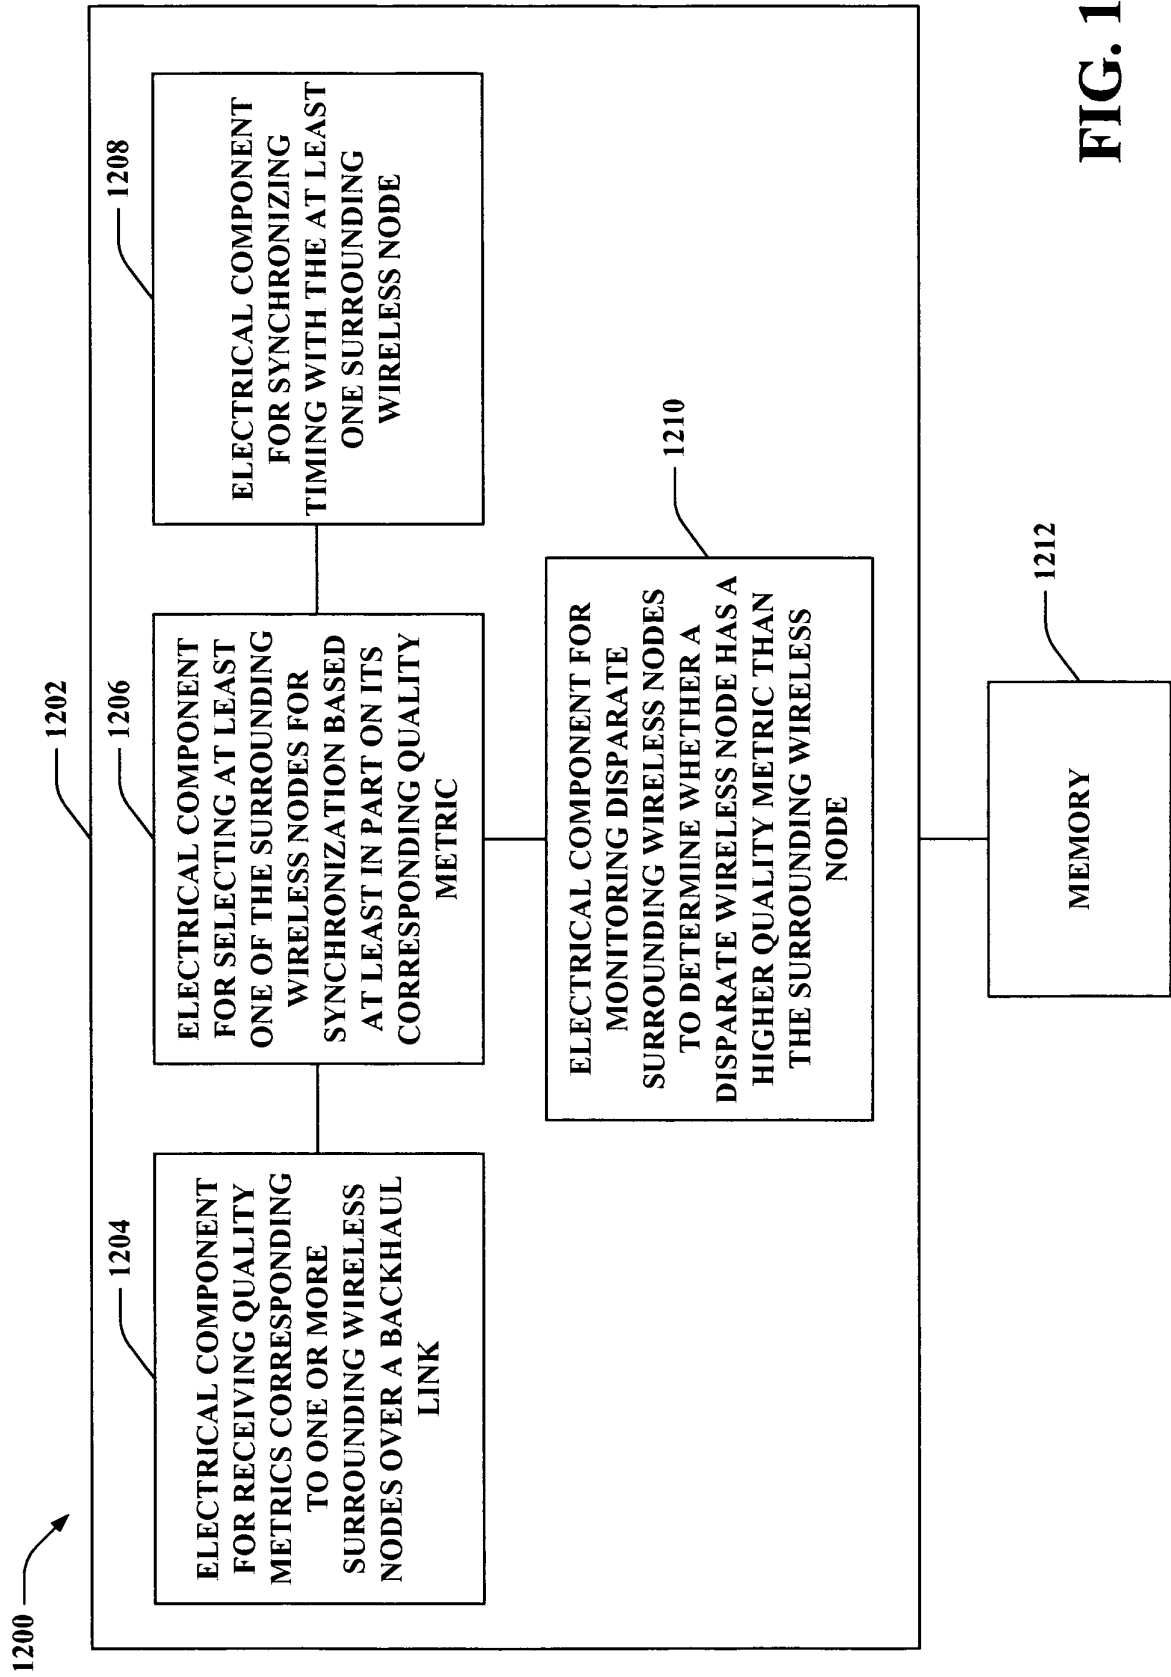 1200
1202
1204
ELECTRICAL COMPONENT
FOR RECEIVING QUALITY
METRICS CORRESPONDING
TO ONE OR MORE
SURROUNDING WIRELESS
NODES OVER A BACKHAUL
LINK
1206
ELECTRICAL COMPONENT
FOR SELECTING AT LEAST
ONE OF THE SURROUNDING
WIRELESS NODES FOR
SYNCHRONIZATION BASED
AT LEAST IN PART ON ITS
CORRESPONDING QUALITY
METRIC
1208
ELECTRICAL COMPONENT
FOR SYNCHRONIZING
TIMING WITH THE AT LEAST
ONE SURROUNDING
WIRELESS NODE
1210
ELECTRICAL COMPONENT FOR
MONITORING DISPARATE
SURROUNDING WIRELESS NODES
TO DETERMINE WHETHER A
DISPARATE WIRELESS NODE HAS A
HIGHER QUALITY METRIC THAN
THE SURROUNDING WIRELESS
NODE
1212
MEMORY
FIG. 1